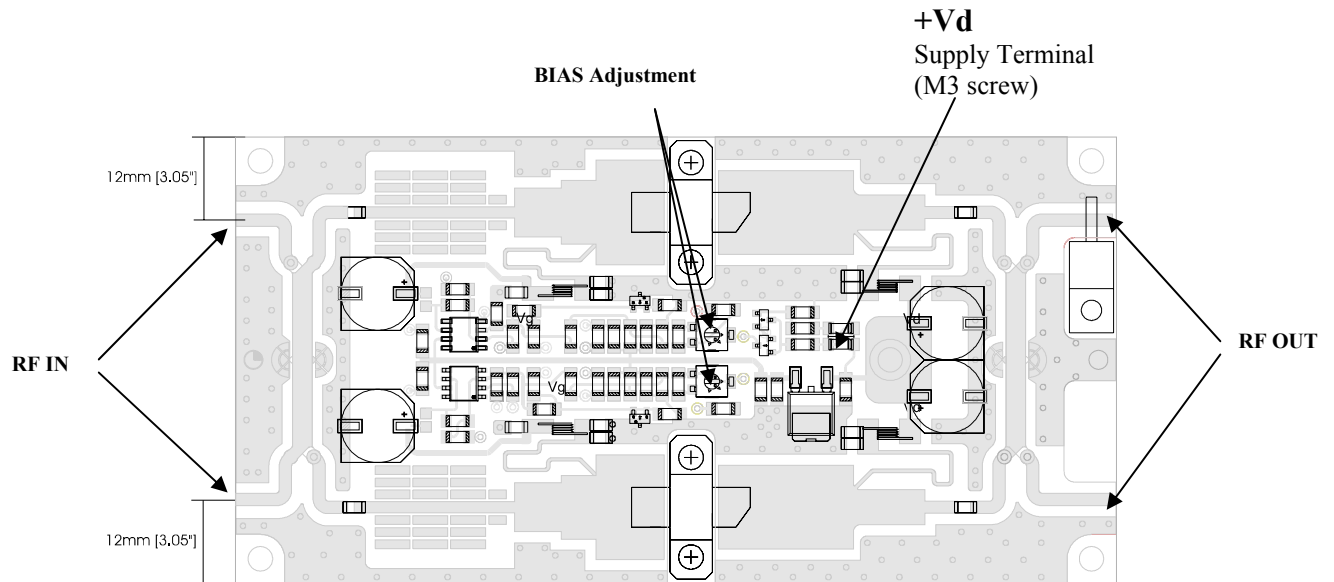 +Vd
Supply Terminal
(M3 screw)
BIAS Adjustment
12mm [3.05"]
RF IN
RF OUT
Vg
Vd
Vg
12mm [3.05"]